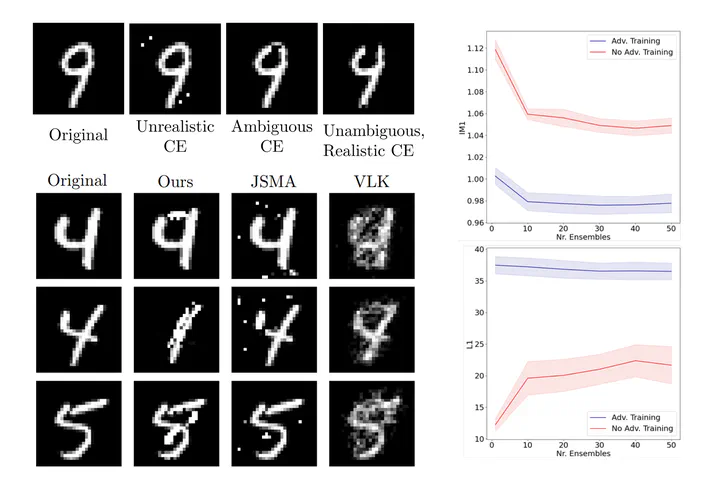 Original
Unrealistic
CE
Ambiguous
CE
Unambiguous,
Realistic CE
Original Ours JSMA VLK
Adv. Training
No Adv. Training
1.12
1.10
1.08
1.06
1.04
1.02
1.00
0.98
0.96
IM1
0 10 20 30 40 50
Nr. Ensembles
40
35
30
25
20
15
10
L1
Adv. Training
No Adv. Training
0 10 20 30 40 50
Nr. Ensembles